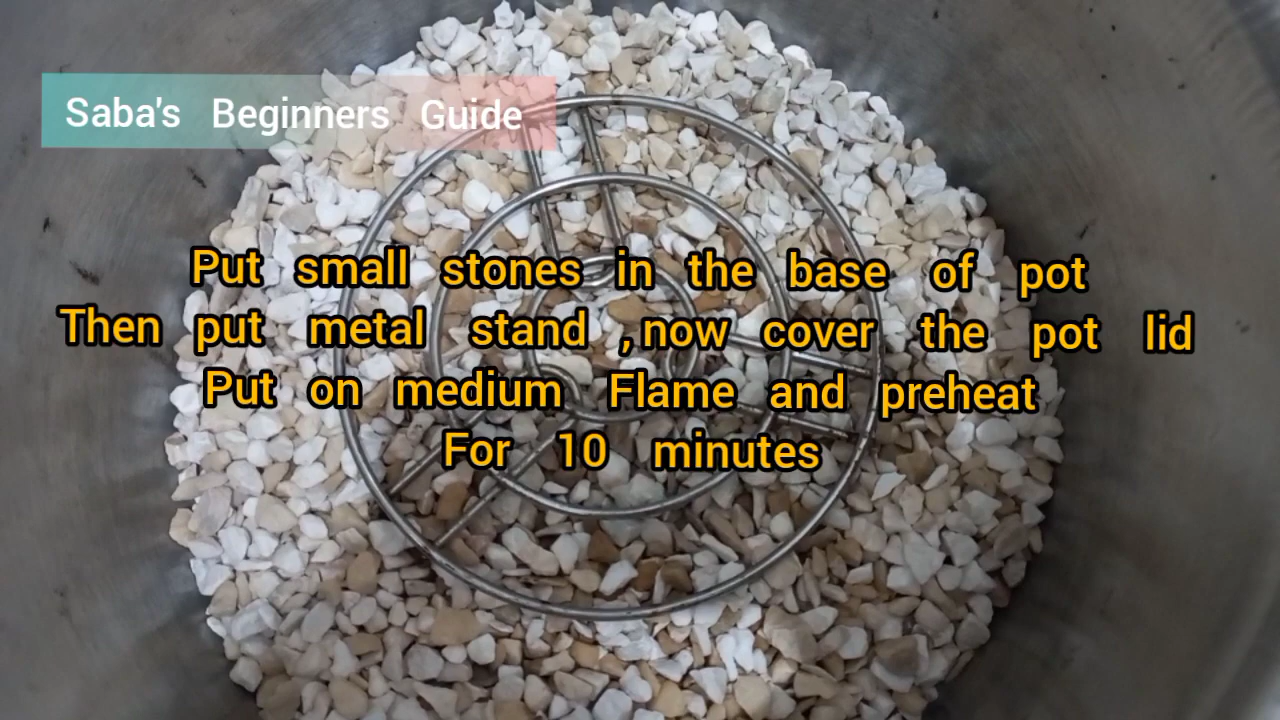 Saba's Beginners Guide
Put small stones in the base of pot
Then put metal stand , now cover the pot lid
Put on medium Flame and preheat
For 10 minutes